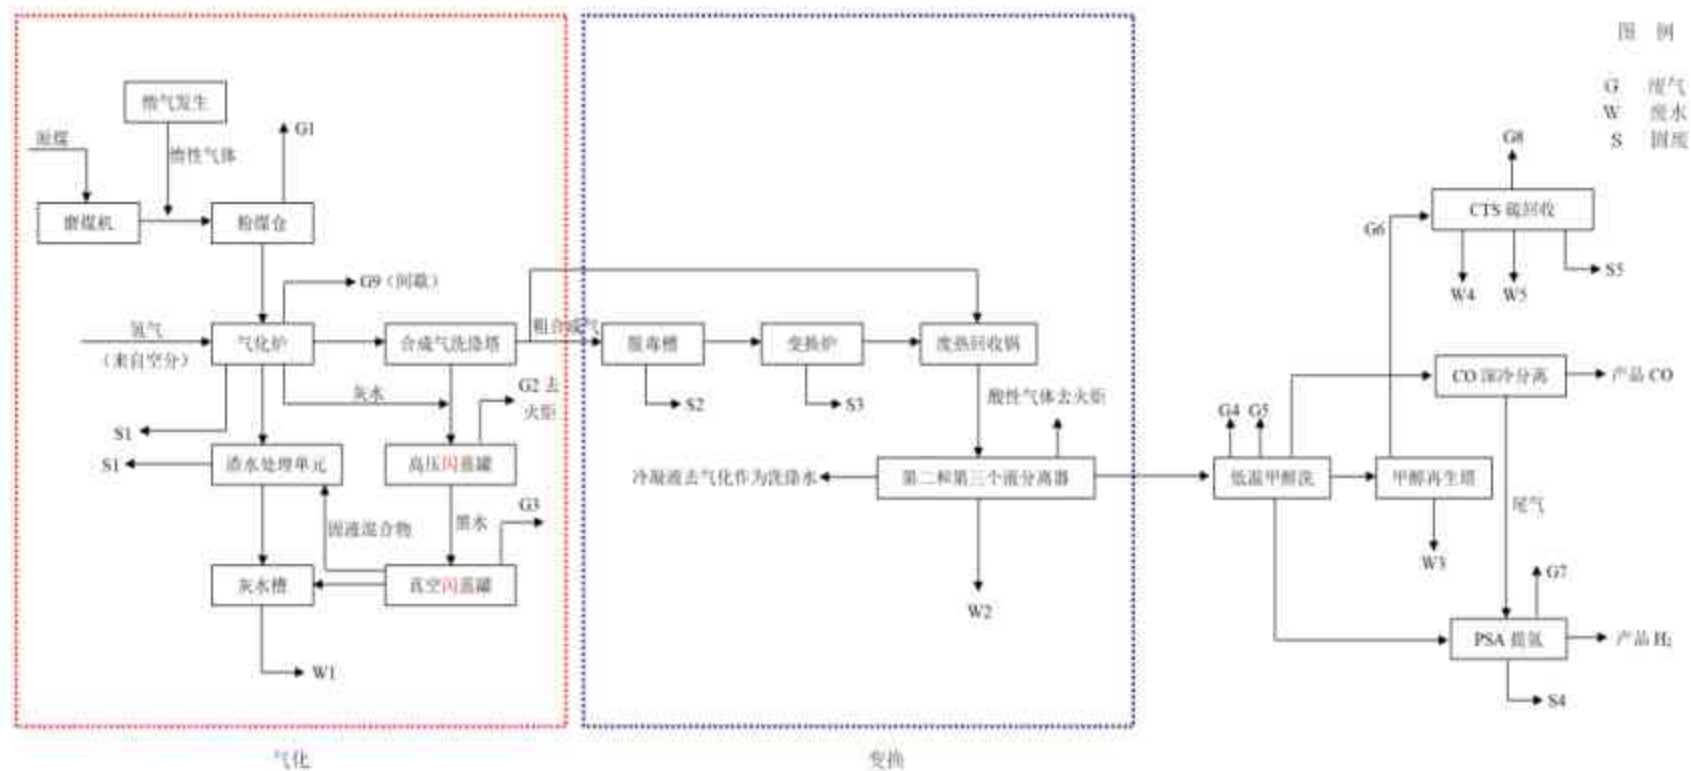 图 例
G 废气
W 废水
S 固废
惰气发生
原煤
惰性气体
G1
磨煤机
粉煤仓
G9（间歇）
氧气
（来自空分）
气化炉
合成气洗涤塔
粗合成气
灰水
G2 去
火炬
S1
S1
渣水处理单元
高压闪蒸罐
固液混合物
黑水
G3
灰水槽
真空闪蒸罐
W1
气化
脱毒槽
变换炉
废热回收锅
S2
S3
酸性气体去火炬
冷凝液去气化作为洗涤水
第二和第三个液分离器
W2
变换
G8
CTS 硫回收
G6
W4
W5
S5
CO 深冷分离
产品 CO
G4
G5
低温甲醇洗
甲醇再生塔
尾气
W3
G7
PSA 提氢
产品 H₂
S4